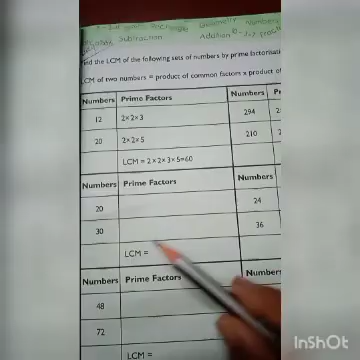 Subtraction
Addition
Find the LCM of the following sets of numbers by prime
LCM of two numbers = product of common factors x product of
Numbers Prime Factors Numbers
12 2×2×3 294
20 2×2×5 210
LCM = 2×2×3×5=60
Numbers Prime Factors Numbers
20 24
30 36
LCM =
Numbers Prime Factors
48
72
LCM =
InShOt